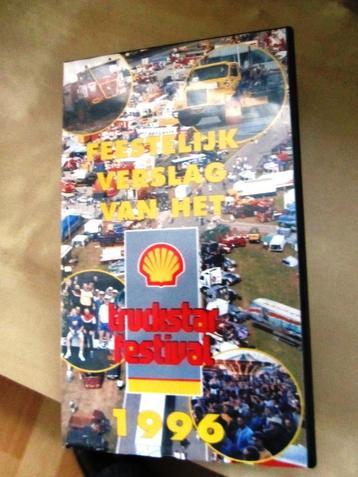 FEESTELIJK
VERSLAG
VAN HET
truckstar
festival
1996